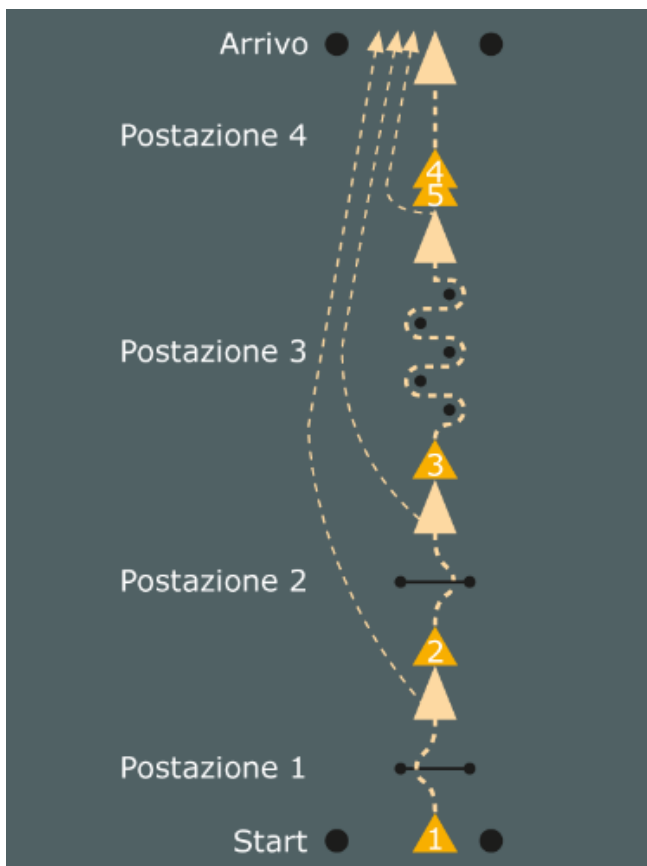 Arrivo
Postazione 4
4
5
Postazione 3
3
Postazione 2
2
Postazione 1
Start
1